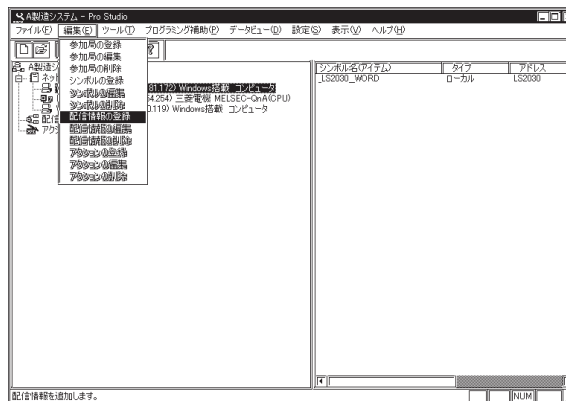 A製造システム - Pro Studio
ファイル(F) 編集(E) ツール(T) プログラミング補助(P) データビュー(D) 設定(S) 表示(V) ヘルプ(H)
参加局の登録
参加局の編集
参加局の削除
シンボルの登録
シンボルの編集
シンボルの削除
配信情報の登録
配信情報の編集
配信情報の削除
アクションの登録
アクションの編集
アクションの削除
A製造シ
ネット
81.172) Windows搭載 コンピュータ
54.254) 三菱電機 MELSEC-QnA(CPU)
0.119) Windows搭載 コンピュータ
配信
アクシ
シンボル名(アイテム) タイプ アドレス
_LS2030_WORD ローカル LS2030
配信情報を追加します。 NUM